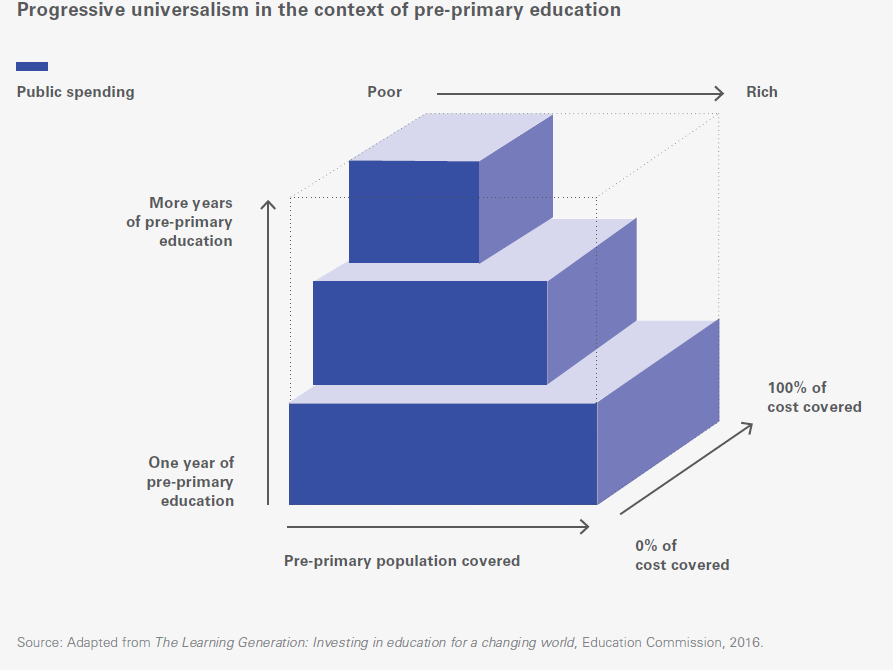 Progressive universalism in the context of pre-primary education
Public spending
Poor
Rich
More years
of pre-primary
education
100% of
cost covered
One year of
pre-primary
education
Pre-primary population covered
0% of
cost covered
Source: Adapted from The Learning Generation: Investing in education for a changing world, Education Commission, 2016.